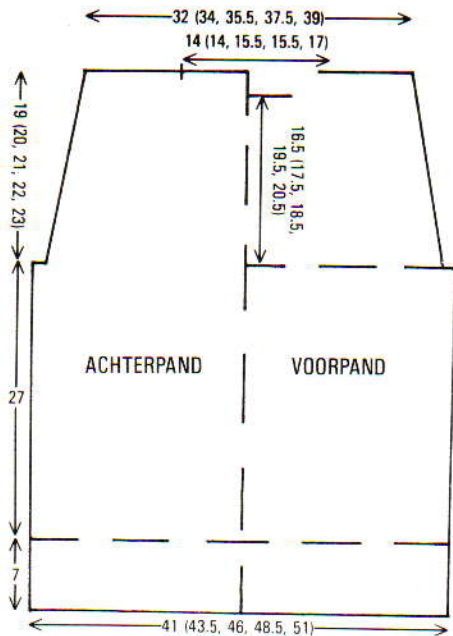 32 (34, 35.5, 37.5, 39)
14 (14, 15.5, 15.5, 17)
19 (20, 21,
22, 23)
16.5 (17.5, 18.5,
19.5, 20.5)
ACHTERPAND
VOORPAND
27
7
41 (43.5, 46, 48.5, 51)